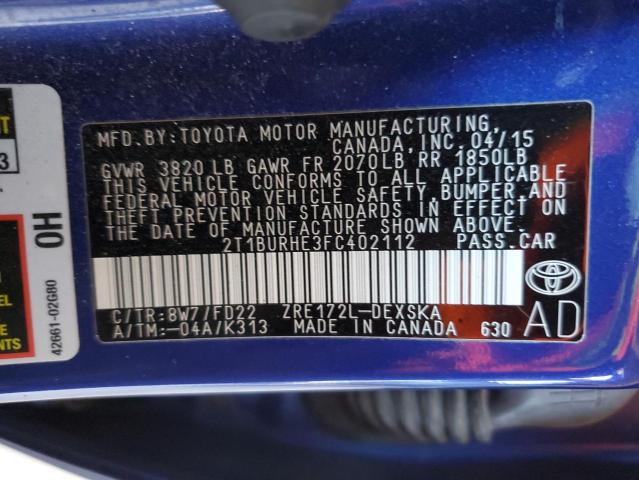 MFD. BY: TOYOTA MOTOR MANUFACTURING,
CANADA, INC. 04/15
GVWR 3820 LB GAWR FR 2070LB RR 1850LB
THIS VEHICLE CONFORMS TO ALL APPLICABLE
FEDERAL MOTOR VEHICLE SAFETY, BUMPER AND
THEFT PREVENTION STANDARDS IN EFFECT ON
THE DATE OF MANUFACTURE SHOWN ABOVE.
2T1BURHE3FC402112 PASS.CAR
C/TR:8W7/FD22 ZRE172L-DEXSKA
A/TM:-04A/K313 MADE IN CANADA 630
AD
TOYOTA
OH
42661-02G80
3